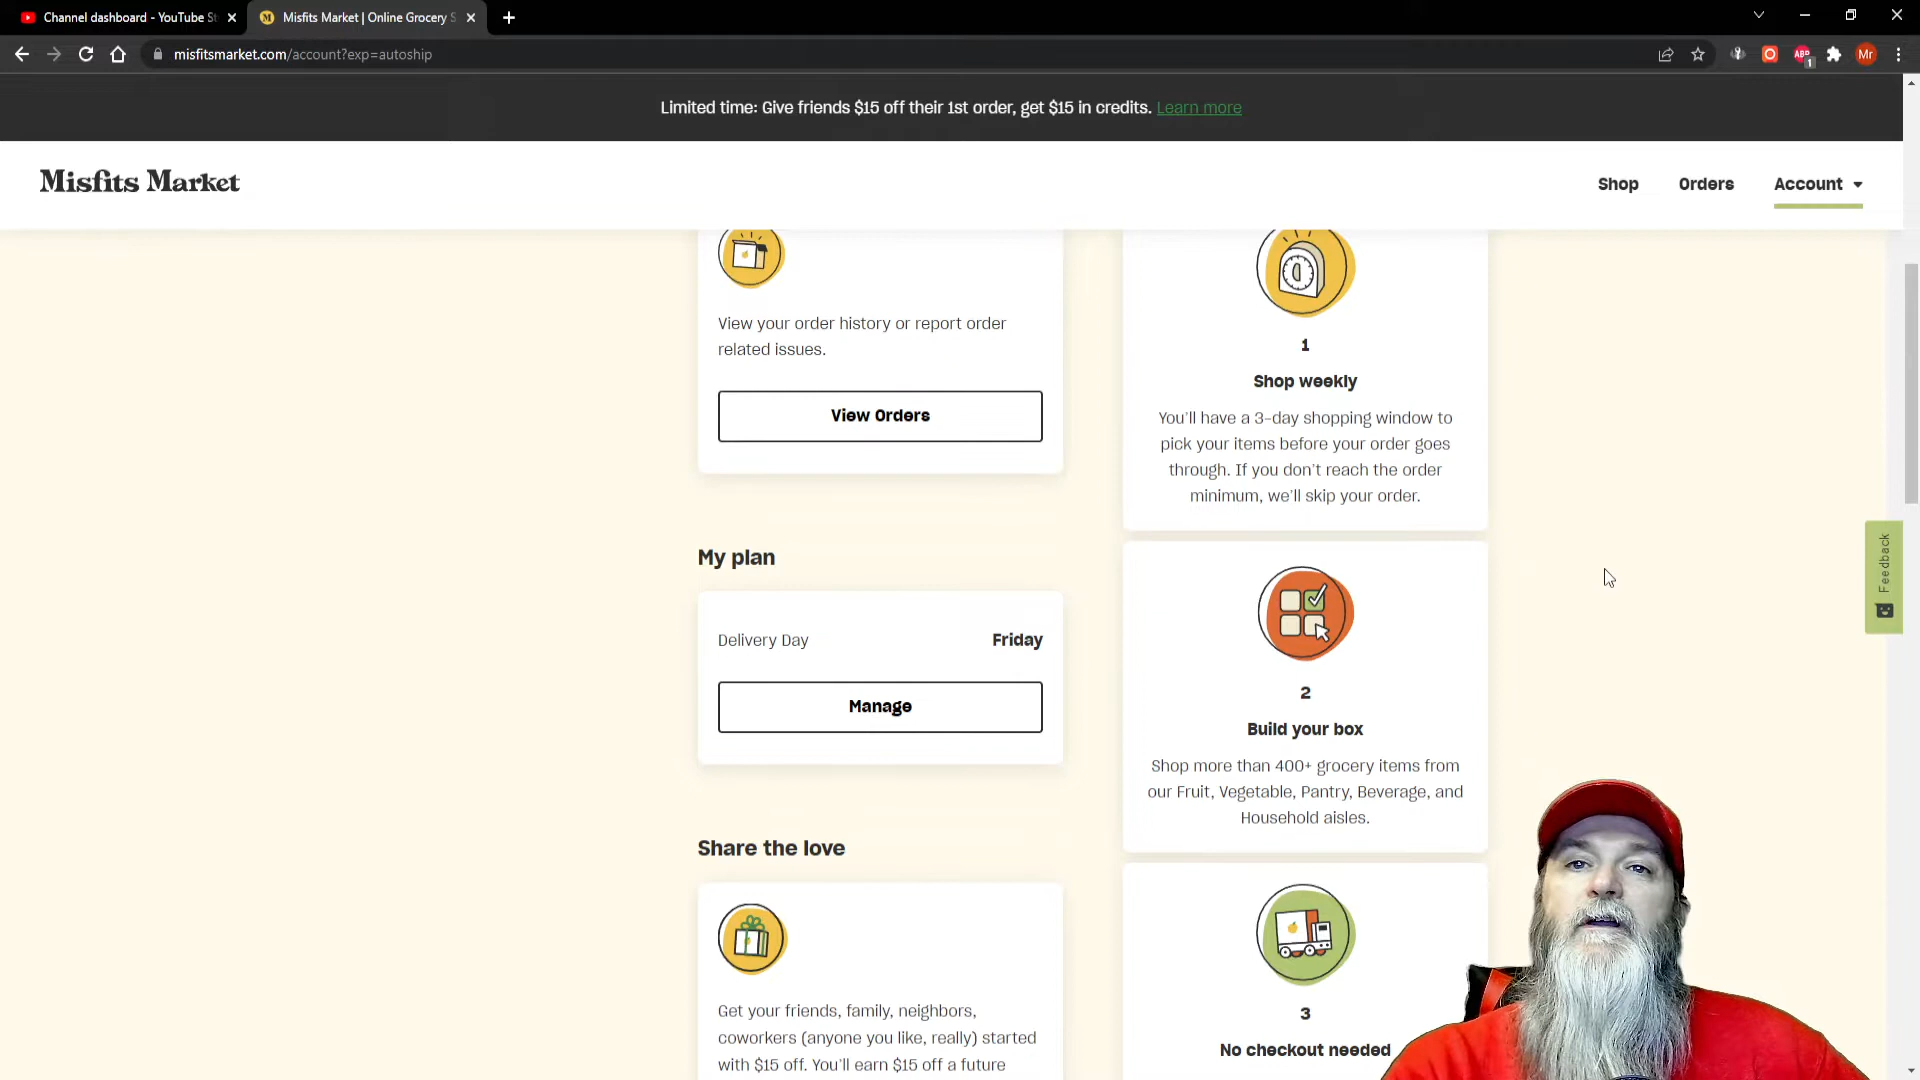 Channel dashboard - YouTube St
Misfits Market | Online Grocery S
misfitsmarket.com/account?exp=autoship
ABP
1
Mr
Limited time: Give friends $15 off their 1st order, get $15 in credits. Learn more
Misfits Market
Shop
Orders
Account
View your order history or report order
related issues.
View Orders
My plan
Delivery Day
Friday
Manage
Share the love
Get your friends, family, neighbors,
coworkers (anyone you like, really) started
with $15 off. You'll earn $15 off a future
1
Shop weekly
You'll have a 3-day shopping window to
pick your items before your order goes
through. If you don't reach the order
minimum, we'll skip your order.
2
Build your box
Shop more than 400+ grocery items from
our Fruit, Vegetable, Pantry, Beverage, and
Household aisles.
3
No checkout needed
Feedback